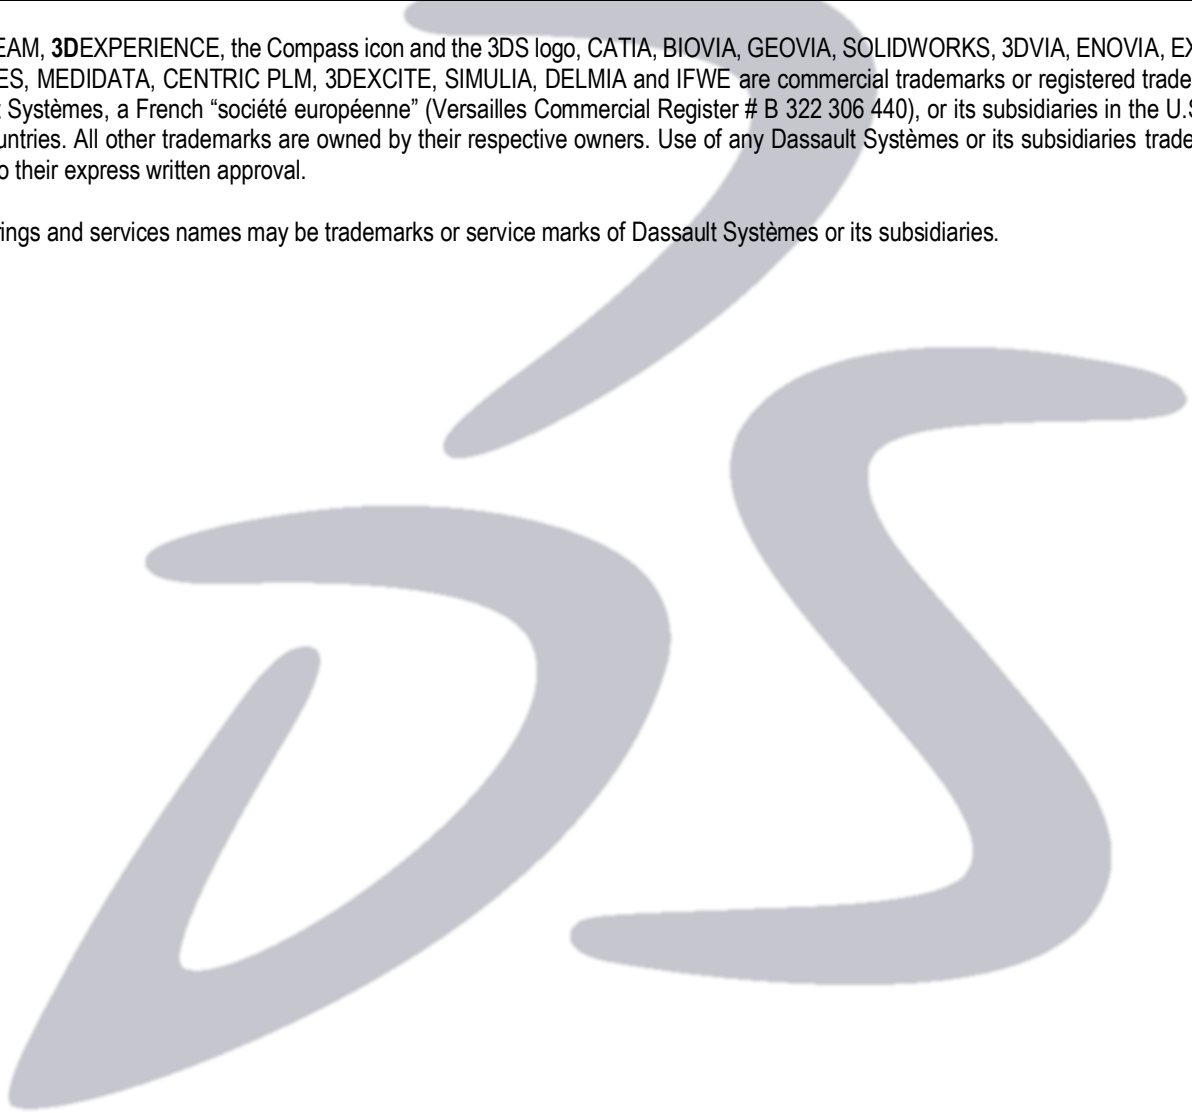 EAM, 3DEXPERIENCE, the Compass icon and the 3DS logo, CATIA, BIOVIA, GEOVIA, SOLIDWORKS, 3DVIA, ENOVIA, EX
ES, MEDIDATA, CENTRIC PLM, 3DEXCITE, SIMULIA, DELMIA and IFWE are commercial trademarks or registered trade
t Systèmes, a French “société européenne” (Versailles Commercial Register # B 322 306 440), or its subsidiaries in the U.S
untries. All other trademarks are owned by their respective owners. Use of any Dassault Systèmes or its subsidiaries trade
o their express written approval.
rings and services names may be trademarks or service marks of Dassault Systèmes or its subsidiaries.